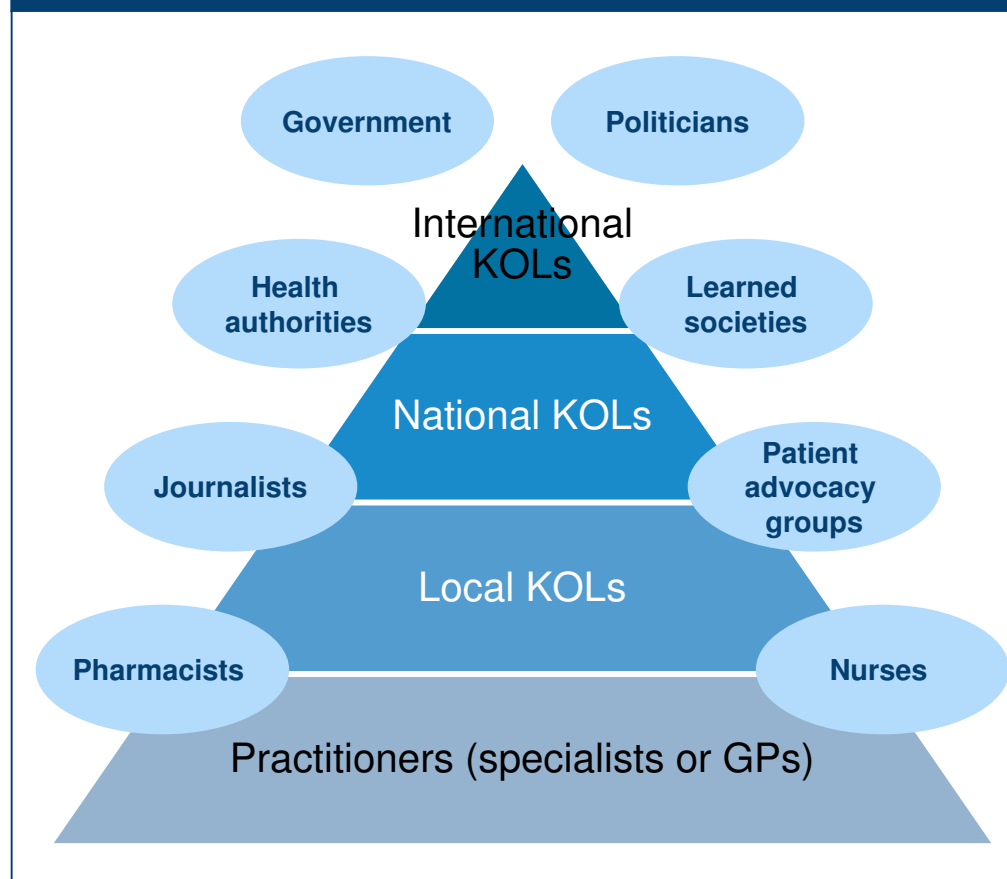 Government
Politicians
International
KOLs
Health
authorities
Learned
societies
National KOLs
Journalists
Patient
advocacy
groups
Local KOLs
Pharmacists
Nurses
Practitioners (specialists or GPs)